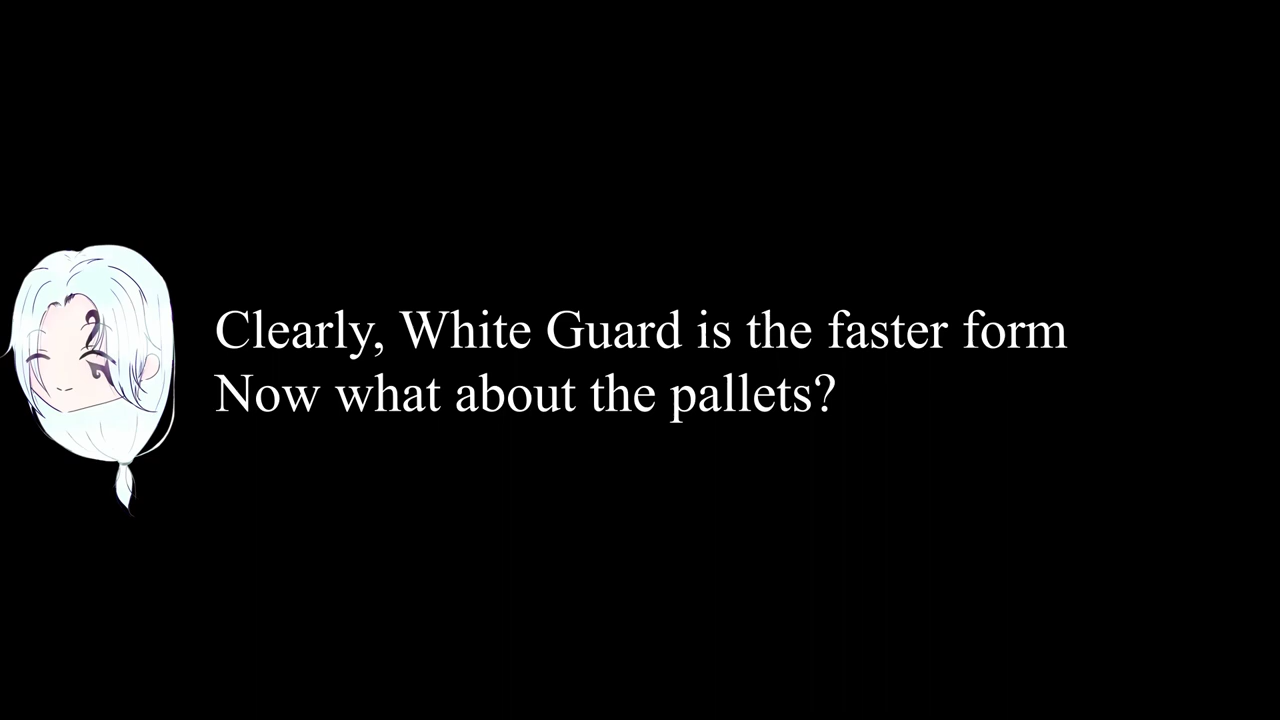 Clearly, White Guard is the faster form
Now what about the pallets?